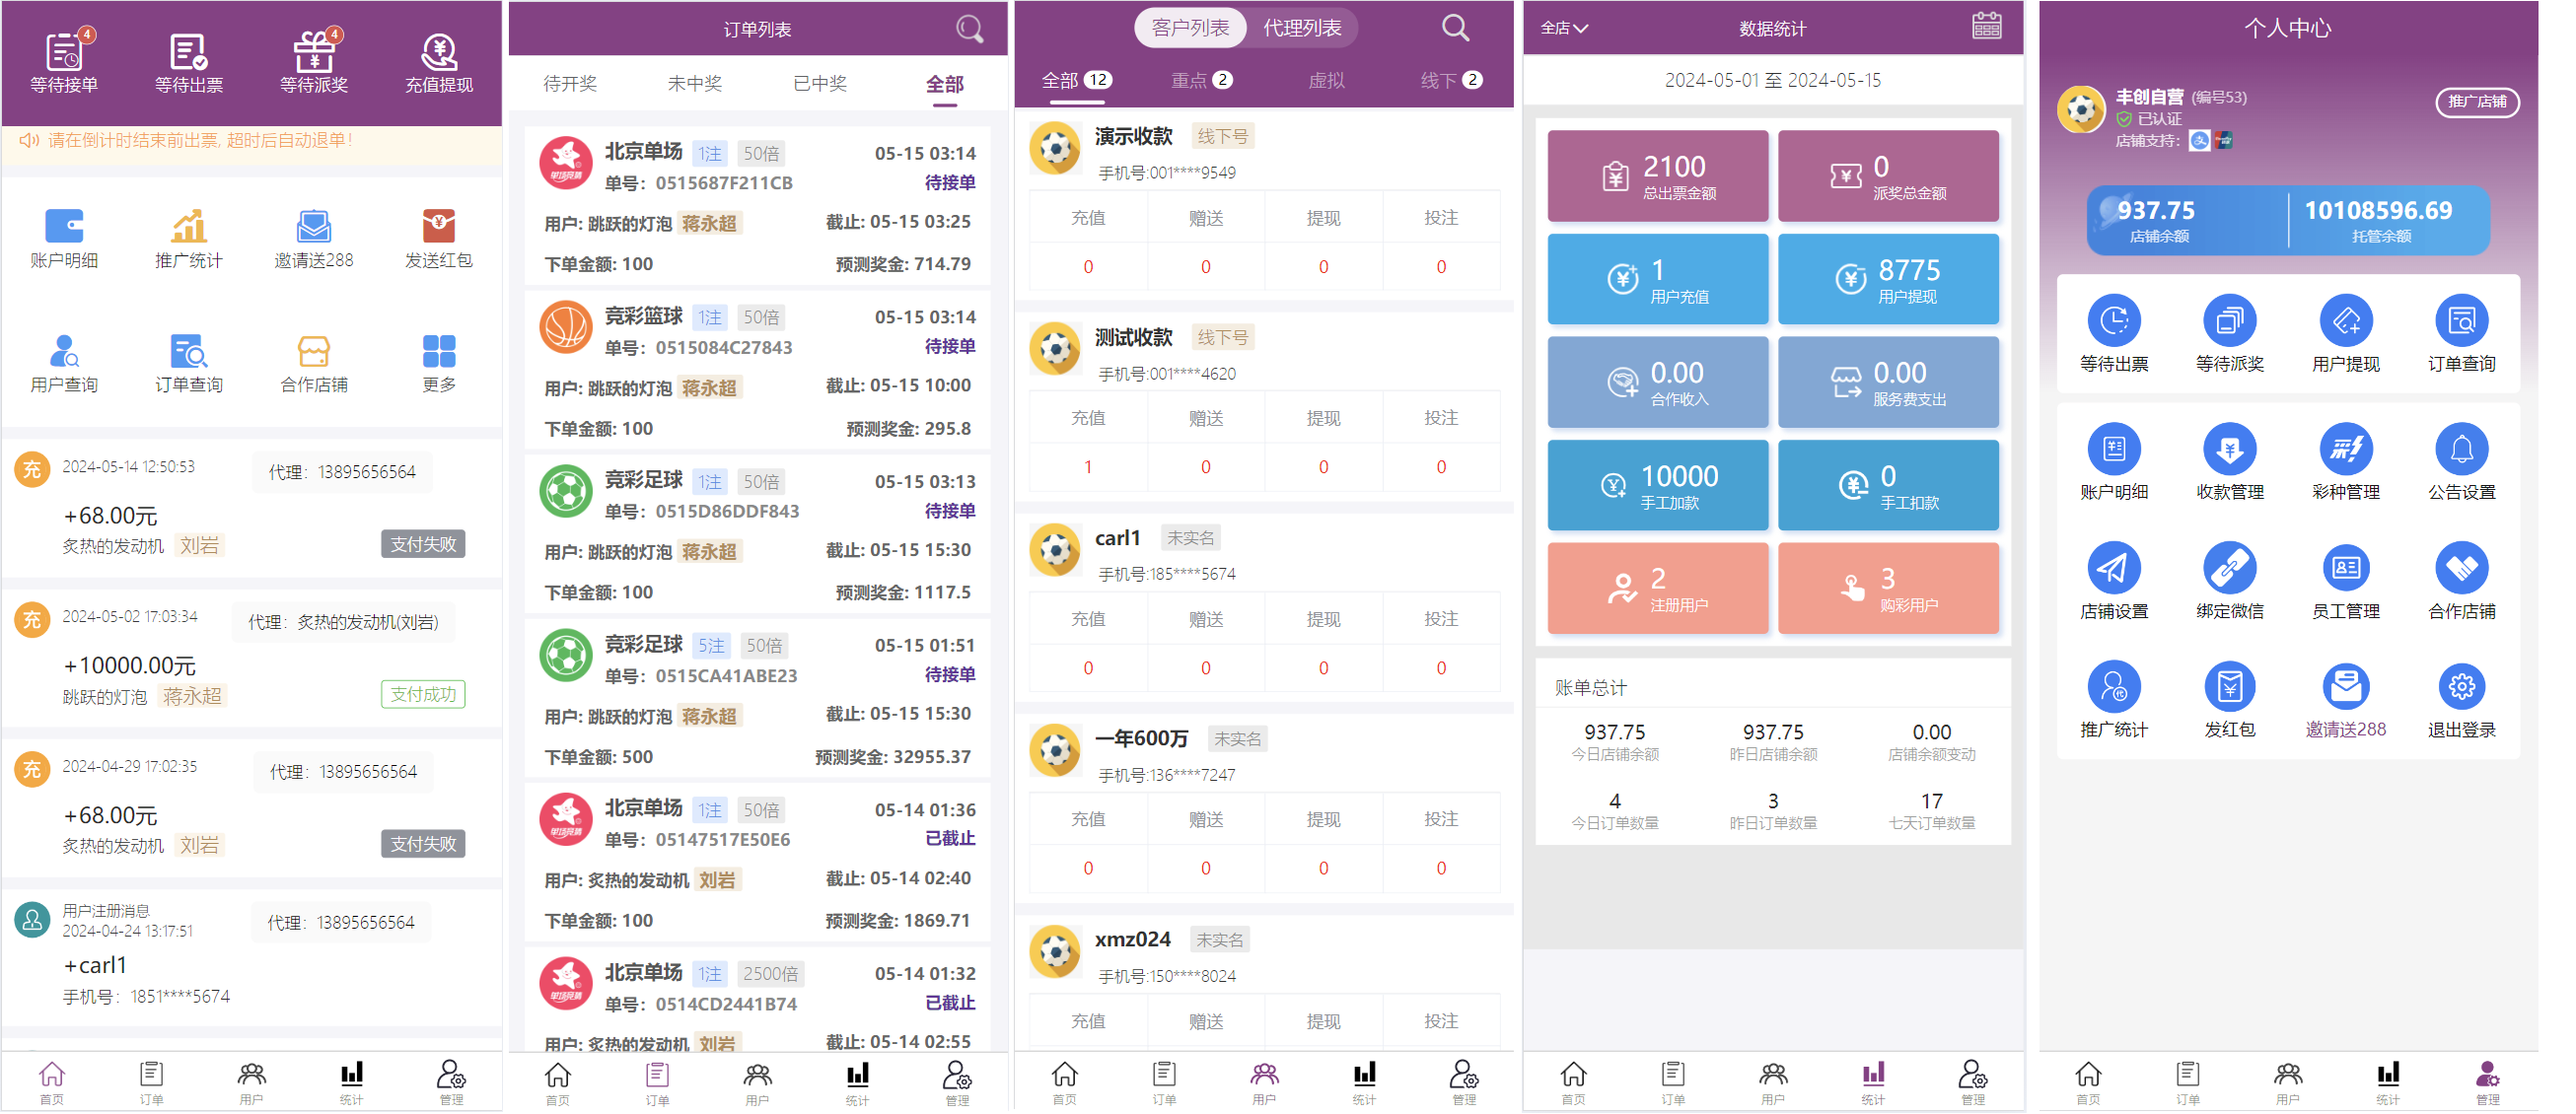 4
4
等待接单
等待出票
等待派奖
充值提现
请在倒计时结束前出票, 超时后自动退单!
账户明细
推广统计
邀请送288
发送红包
用户查询
订单查询
合作店铺
更多
充
2024-05-14 12:50:53
代理：13895656564
+68.00元
炙热的发动机 刘岩
支付失败
充
2024-05-02 17:03:34
代理：炙热的发动机(刘岩)
+10000.00元
跳跃的灯泡 蒋永超
支付成功
充
2024-04-29 17:02:35
代理：13895656564
+68.00元
炙热的发动机 刘岩
支付失败
用户注册消息
2024-04-24 13:17:51
代理：13895656564
+carl1
手机号：1851****5674
首页
订单
用户
统计
管理
订单列表
待开奖
未中奖
已中奖
全部
单场竞猜
北京单场 1注 50倍
05-15 03:14
单号：0515687F211CB
待接单
用户: 跳跃的灯泡 蒋永超
截止: 05-15 03:25
下单金额: 100
预测奖金: 714.79
竞彩篮球 1注 50倍
05-15 03:14
单号：0515084C27843
待接单
用户: 跳跃的灯泡 蒋永超
截止: 05-15 10:00
下单金额: 100
预测奖金: 295.8
竞彩足球 1注 50倍
05-15 03:13
单号：0515D86DDF843
待接单
用户: 跳跃的灯泡 蒋永超
截止: 05-15 15:30
下单金额: 100
预测奖金: 1117.5
竞彩足球 5注 50倍
05-15 01:51
单号：0515CA41ABE23
待接单
用户: 跳跃的灯泡 蒋永超
截止: 05-15 15:30
下单金额: 500
预测奖金: 32955.37
单场竞猜
北京单场 1注 50倍
05-14 01:36
单号：05147517E50E6
已截止
用户: 炙热的发动机 刘岩
截止: 05-14 02:40
下单金额: 100
预测奖金: 1869.71
单场竞猜
北京单场 1注 2500倍
05-14 01:32
单号：0514CD2441B74
已截止
用户: 炙热的发动机 刘岩
截止: 05-14 02:55
首页
订单
用户
统计
管理
客户列表
代理列表
全部 12
重点 2
虚拟
线下 2
演示收款 线下号
手机号:001****9549
充值 赠送 提现 投注
0 0 0 0
测试收款 线下号
手机号:001****4620
充值 赠送 提现 投注
1 0 0 0
carl1 未实名
手机号:185****5674
充值 赠送 提现 投注
0 0 0 0
一年600万 未实名
手机号:136****7247
充值 赠送 提现 投注
0 0 0 0
xmz024 未实名
手机号:150****8024
充值 赠送 提现 投注
首页
订单
用户
统计
管理
全店
数据统计
2024-05-01 至 2024-05-15
2100
总出票金额
0
派奖总金额
1
用户充值
8775
用户提现
0.00
合作收入
0.00
服务费支出
10000
手工加款
0
手工扣款
2
注册用户
3
购彩用户
账单总计
937.75
今日店铺余额
937.75
昨日店铺余额
0.00
店铺余额变动
4
今日订单数量
3
昨日订单数量
17
七天订单数量
首页
订单
用户
统计
管理
个人中心
丰创自营 (编号53)
推广店铺
已认证
店铺支持：
937.75
店铺余额
10108596.69
托管余额
等待出票
等待派奖
用户提现
订单查询
账户明细
收款管理
彩种管理
公告设置
店铺设置
绑定微信
员工管理
合作店铺
推广统计
发红包
邀请送288
退出登录
首页
订单
用户
统计
管理